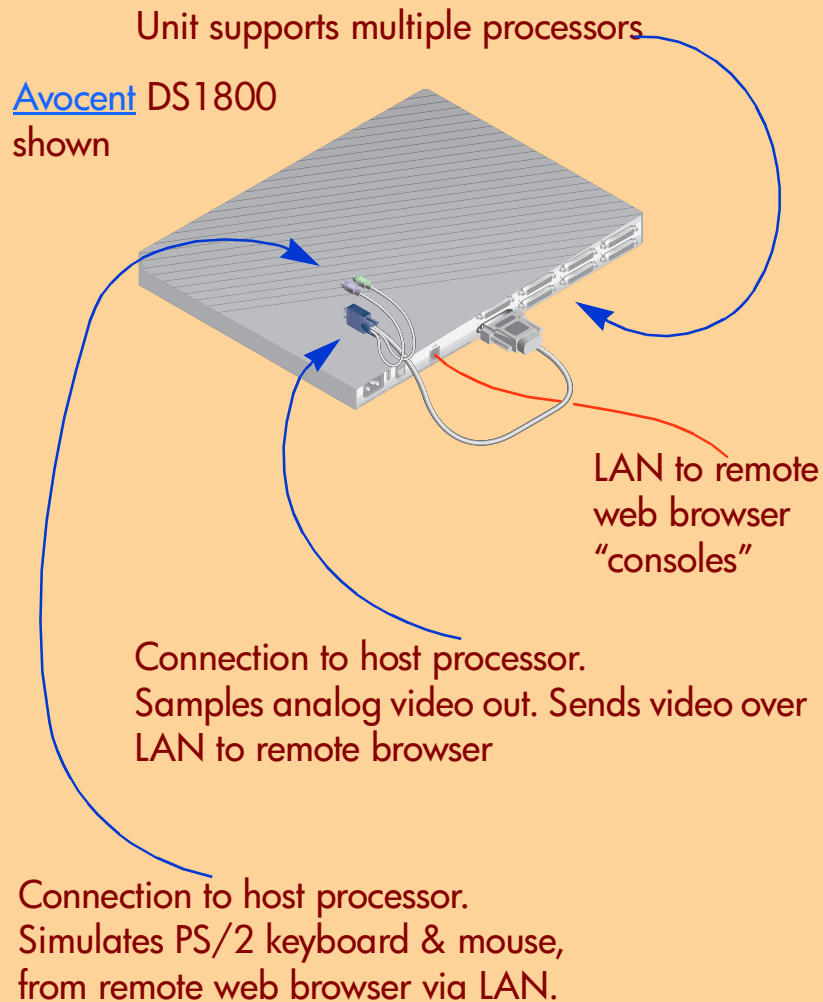 Unit supports multiple processors
Avocent DS1800
shown
LAN to remote
web browser
“consoles”
Connection to host processor.
Samples analog video out. Sends video over
LAN to remote browser
Connection to host processor.
Simulates PS/2 keyboard & mouse,
from remote web browser via LAN.